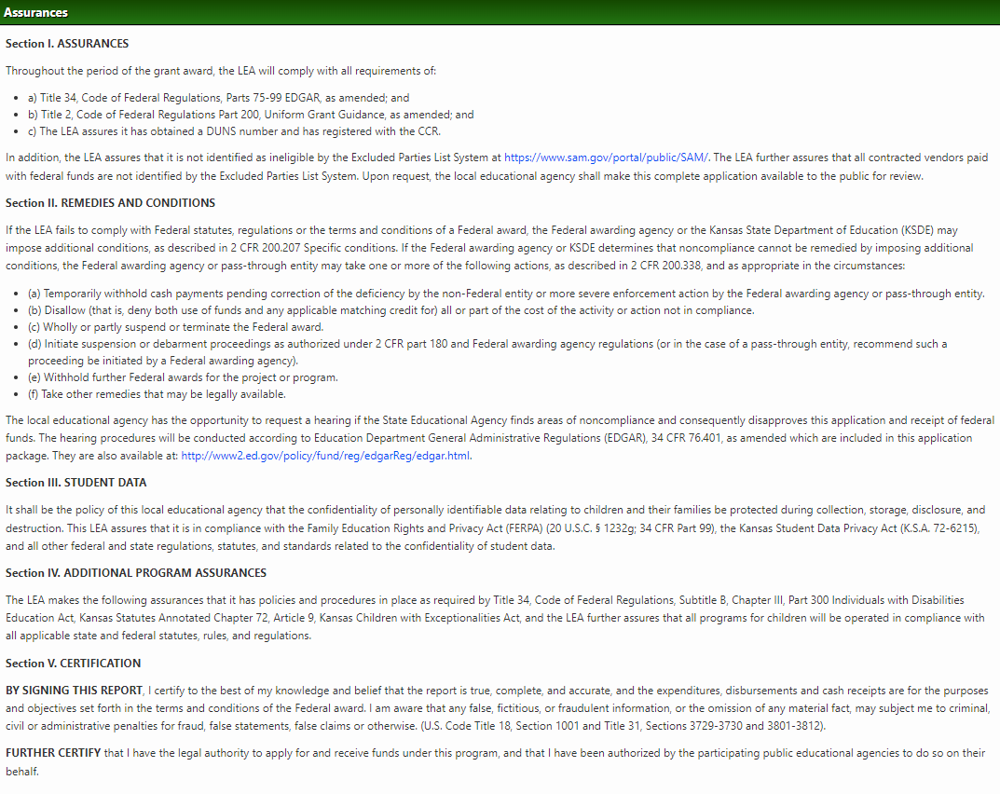 Assurances
Section I. ASSURANCES
Throughout the period of the grant award, the LEA will comply with all requirements of:
• a) Title 34, Code of Federal Regulations, Parts 75-99 EDGAR, as amended; and
• b) Title 2, Code of Federal Regulations Part 200, Uniform Grant Guidance, as amended; and
• c) The LEA assures it has obtained a DUNS number and has registered with the CCR.
In addition, the LEA assures that it is not identified as ineligible by the Excluded Parties List System at https://www.sam.gov/portal/public/SAM/. The LEA further assures that all contracted vendors paid
with federal funds are not identified by the Excluded Parties List System. Upon request, the local educational agency shall make this complete application available to the public for review.
Section II. REMEDIES AND CONDITIONS
If the LEA fails to comply with Federal statutes, regulations or the terms and conditions of a Federal award, the Federal awarding agency or the Kansas State Department of Education (KSDE) may
impose additional conditions, as described in 2 CFR 200.207 Specific conditions. If the Federal awarding agency or KSDE determines that noncompliance cannot be remedied by imposing additional
conditions, the Federal awarding agency or pass-through entity may take one or more of the following actions, as described in 2 CFR 200.338, and as appropriate in the circumstances:
• (a) Temporarily withhold cash payments pending correction of the deficiency by the non-Federal entity or more severe enforcement action by the Federal awarding agency or pass-through entity.
• (b) Disallow (that is, deny both use of funds and any applicable matching credit for) all or part of the cost of the activity or action not in compliance.
• (c) Wholly or partly suspend or terminate the Federal award.
• (d) Initiate suspension or debarment proceedings as authorized under 2 CFR part 180 and Federal awarding agency regulations (or in the case of a pass-through entity, recommend such a
proceeding be initiated by a Federal awarding agency).
• (e) Withhold further Federal awards for the project or program.
• (f) Take other remedies that may be legally available.
The local educational agency has the opportunity to request a hearing if the State Educational Agency finds areas of noncompliance and consequently disapproves this application and receipt of federal
funds. The hearing procedures will be conducted according to Education Department General Administrative Regulations (EDGAR), 34 CFR 76.401, as amended which are included in this application
package. They are also available at: http://www2.ed.gov/policy/fund/reg/edgarReg/edgar.html.
Section III. STUDENT DATA
It shall be the policy of this local educational agency that the confidentiality of personally identifiable data relating to children and their families be protected during collection, storage, disclosure, and
destruction. This LEA assures that it is in compliance with the Family Education Rights and Privacy Act (FERPA) (20 U.S.C. § 1232g; 34 CFR Part 99), the Kansas Student Data Privacy Act (K.S.A. 72-6215),
and all other federal and state regulations, statutes, and standards related to the confidentiality of student data.
Section IV. ADDITIONAL PROGRAM ASSURANCES
The LEA makes the following assurances that it has policies and procedures in place as required by Title 34, Code of Federal Regulations, Subtitle B, Chapter III, Part 300 Individuals with Disabilities
Education Act, Kansas Statutes Annotated Chapter 72, Article 9, Kansas Children with Exceptionalities Act, and the LEA further assures that all programs for children will be operated in compliance with
all applicable state and federal statutes, rules, and regulations.
Section V. CERTIFICATION
BY SIGNING THIS REPORT, I certify to the best of my knowledge and belief that the report is true, complete, and accurate, and the expenditures, disbursements and cash receipts are for the purposes
and objectives set forth in the terms and conditions of the Federal award. I am aware that any false, fictitious, or fraudulent information, or the omission of any material fact, may subject me to criminal,
civil or administrative penalties for fraud, false statements, false claims or otherwise. (U.S. Code Title 18, Section 1001 and Title 31, Sections 3729-3730 and 3801-3812).
FURTHER CERTIFY that I have the legal authority to apply for and receive funds under this program, and that I have been authorized by the participating public educational agencies to do so on their
behalf.